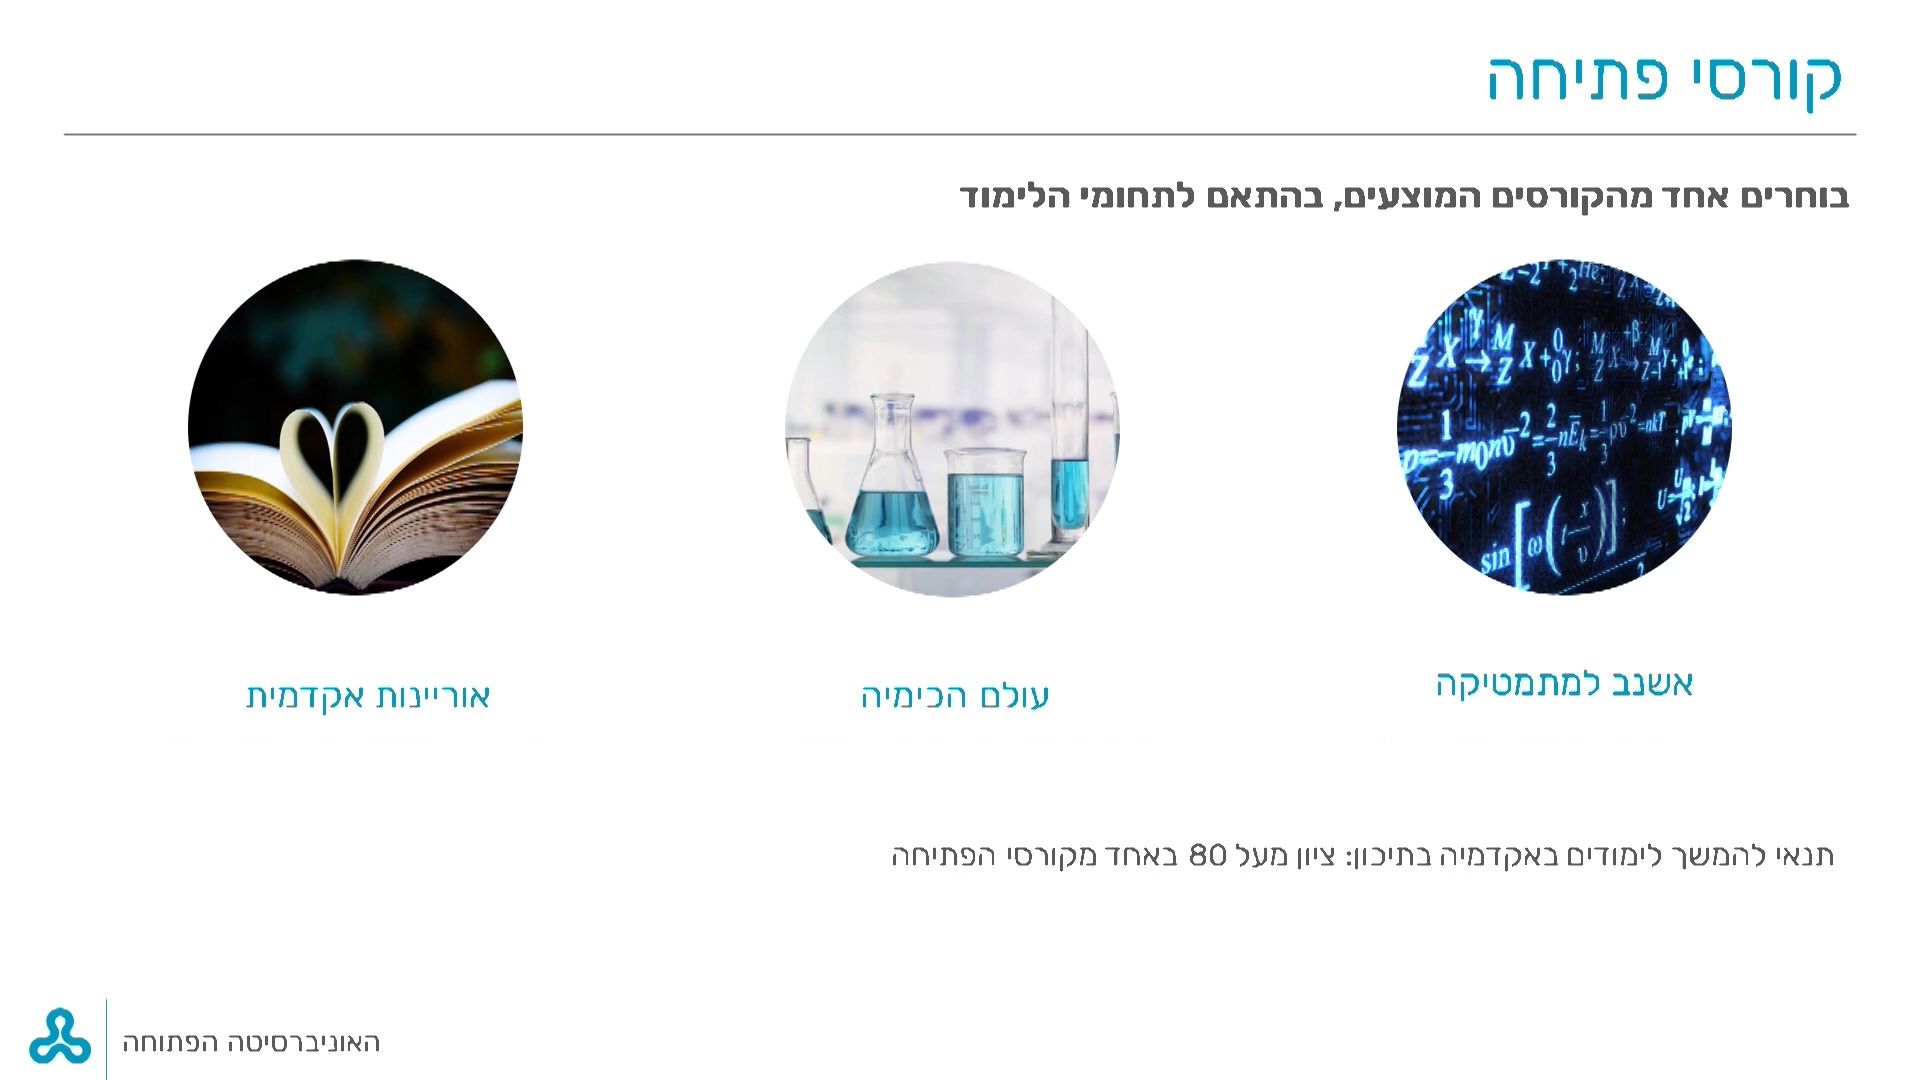 קורסי פתיחה
בוחרים אחד מהקורסים המוצעים, בהתאם לתחומי הלימוד
אשנב למתמטיקה
עולם הכימיה
אוריינות אקדמית
תנאי להמשך לימודים באקדמיה בתיכון: ציון מעל 80 באחד מקורסי הפתיחה
האוניברסיטה הפתוחה